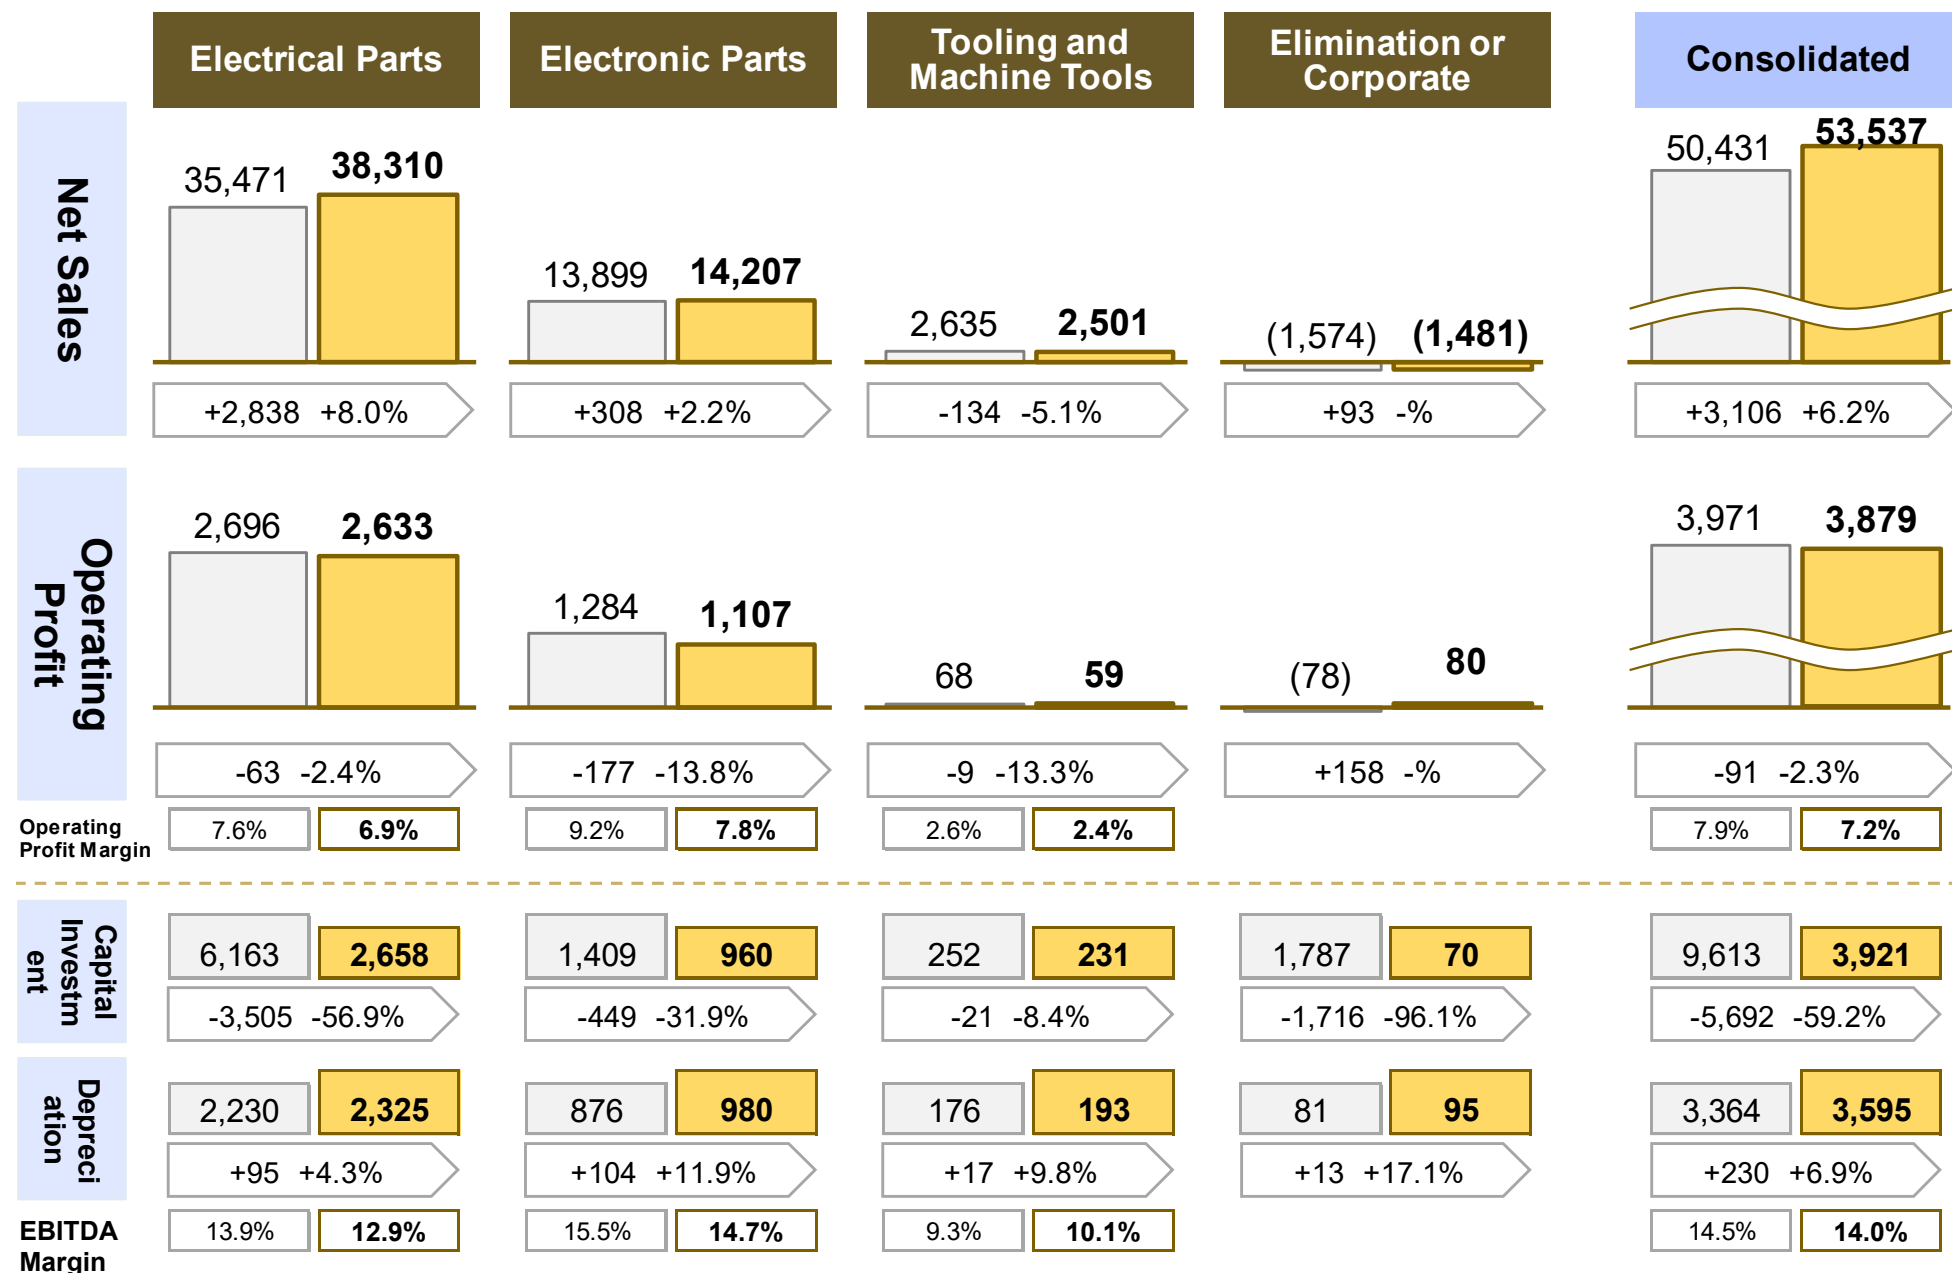 Electrical Parts
Electronic Parts
Tooling and
Machine Tools
Elimination or
Corporate
Consolidated
Net Sales
35,471 38,310
13,899 14,207
2,635 2,501
(1,574) (1,481)
50,431 53,537
+2,838 +8.0%
+308 +2.2%
-134 -5.1%
+93 -%
+3,106 +6.2%
Operating
Profit
2,696 2,633
1,284 1,107
68 59
(78) 80
3,971 3,879
-63 -2.4%
-177 -13.8%
-9 -13.3%
+158 -%
-91 -2.3%
Operating
Profit Margin
7.6% 6.9%
9.2% 7.8%
2.6% 2.4%
7.9% 7.2%
Capital
Investm
ent
6,163 2,658
1,409 960
252 231
1,787 70
9,613 3,921
-3,505 -56.9%
-449 -31.9%
-21 -8.4%
-1,716 -96.1%
-5,692 -59.2%
Depreci
ation
2,230 2,325
876 980
176 193
81 95
3,364 3,595
+95 +4.3%
+104 +11.9%
+17 +9.8%
+13 +17.1%
+230 +6.9%
EBITDA
Margin
13.9% 12.9%
15.5% 14.7%
9.3% 10.1%
14.5% 14.0%